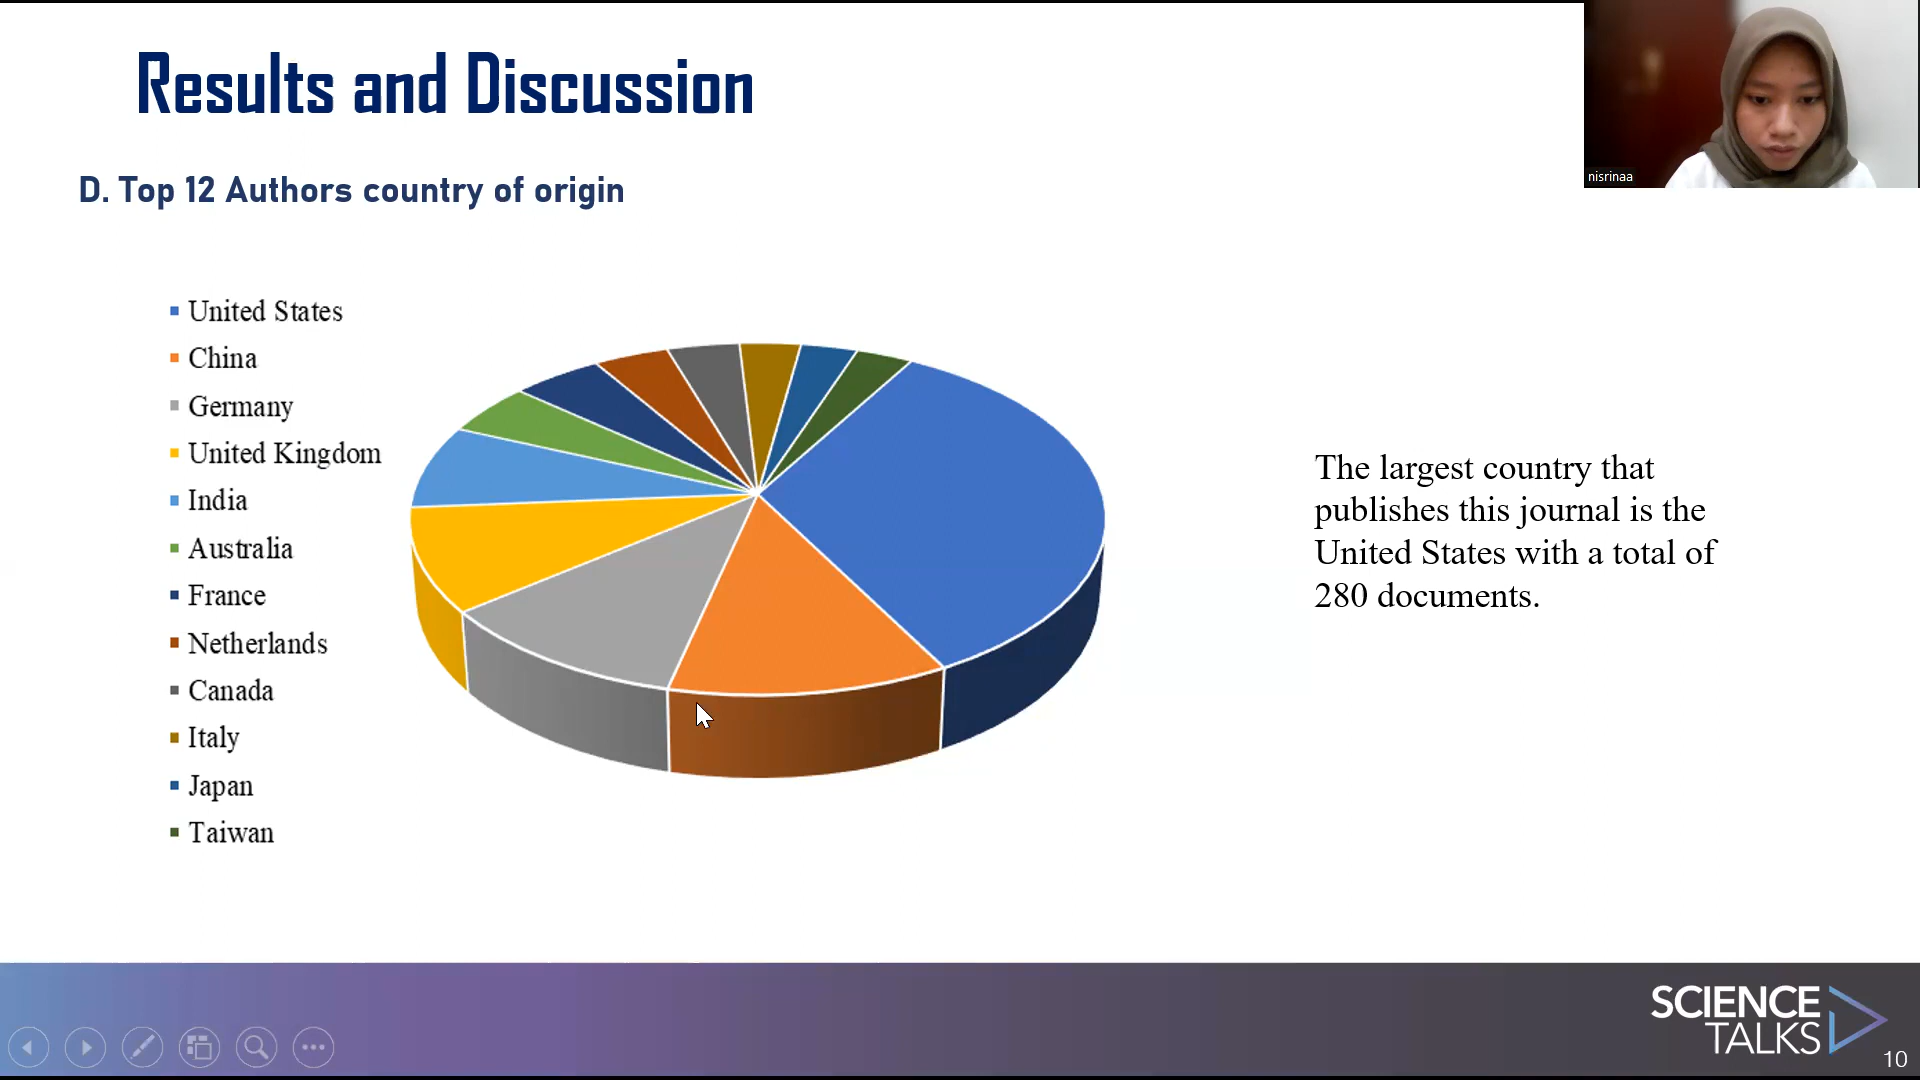 Results and Discussion
nisrinaa
D. Top 12 Authors country of origin
United States
China
Germany
United Kingdom
India
Australia
France
Netherlands
Canada
Italy
Japan
Taiwan
The largest country that
publishes this journal is the
United States with a total of
280 documents.
SCIENCE
TALKS
10